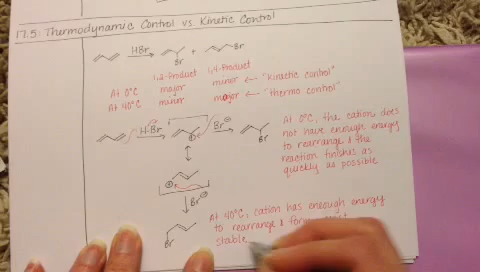 17.5: Thermodynamic Control vs Kinetic Control
HBr
+
Br
Br
1,2-Product
1,4-Product
At 0°C
major
minor ← "kinetic control"
At 40°C
minor
major ← "thermo control"
H-Br
Br⊖
Br
At 0°C, the cation does
not have enough energy
to rearrange & the
reaction finishes as
quickly as possible
⊕
Br⊖
Br
At 40°C, cation has enough energy
to rearrange & form
stable